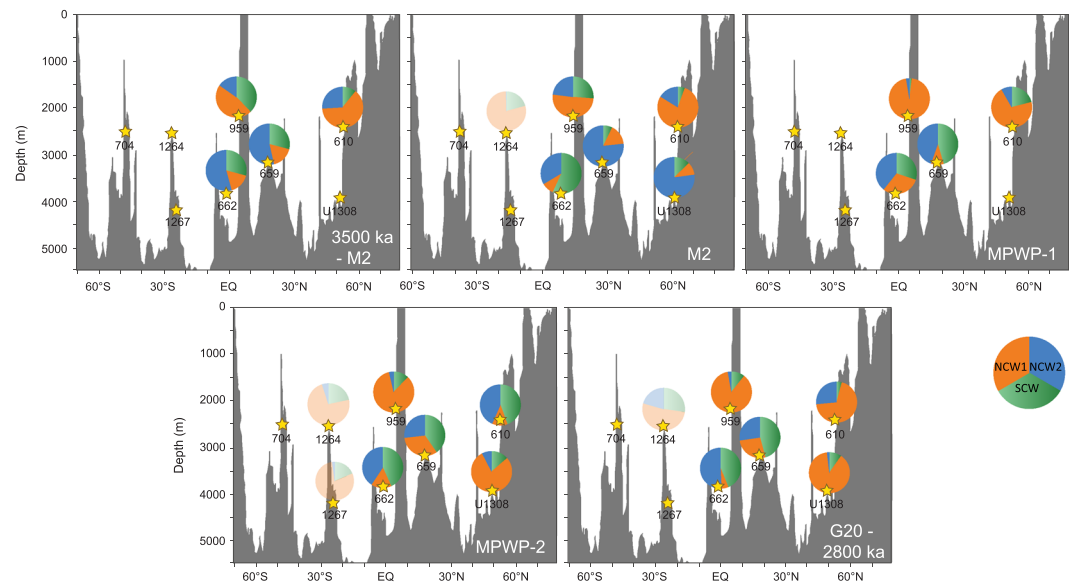 0
1000
2000
3000
4000
5000
Depth (m)
704
1264
1267
662
959
659
610
U1308
3500 ka
- M2
60°S
30°S
EQ
30°N
60°N
704
1264
1267
662
959
659
610
U1308
M2
60°S
30°S
EQ
30°N
60°N
704
1264
1267
662
959
659
610
U1308
MPWP-1
60°S
30°S
EQ
30°N
60°N
0
1000
2000
3000
4000
5000
Depth (m)
704
1264
1267
662
959
659
610
U1308
MPWP-2
60°S
30°S
EQ
30°N
60°N
704
1264
1267
662
959
659
610
U1308
G20 -
2800 ka
60°S
30°S
EQ
30°N
60°N
NCW1 NCW2
SCW